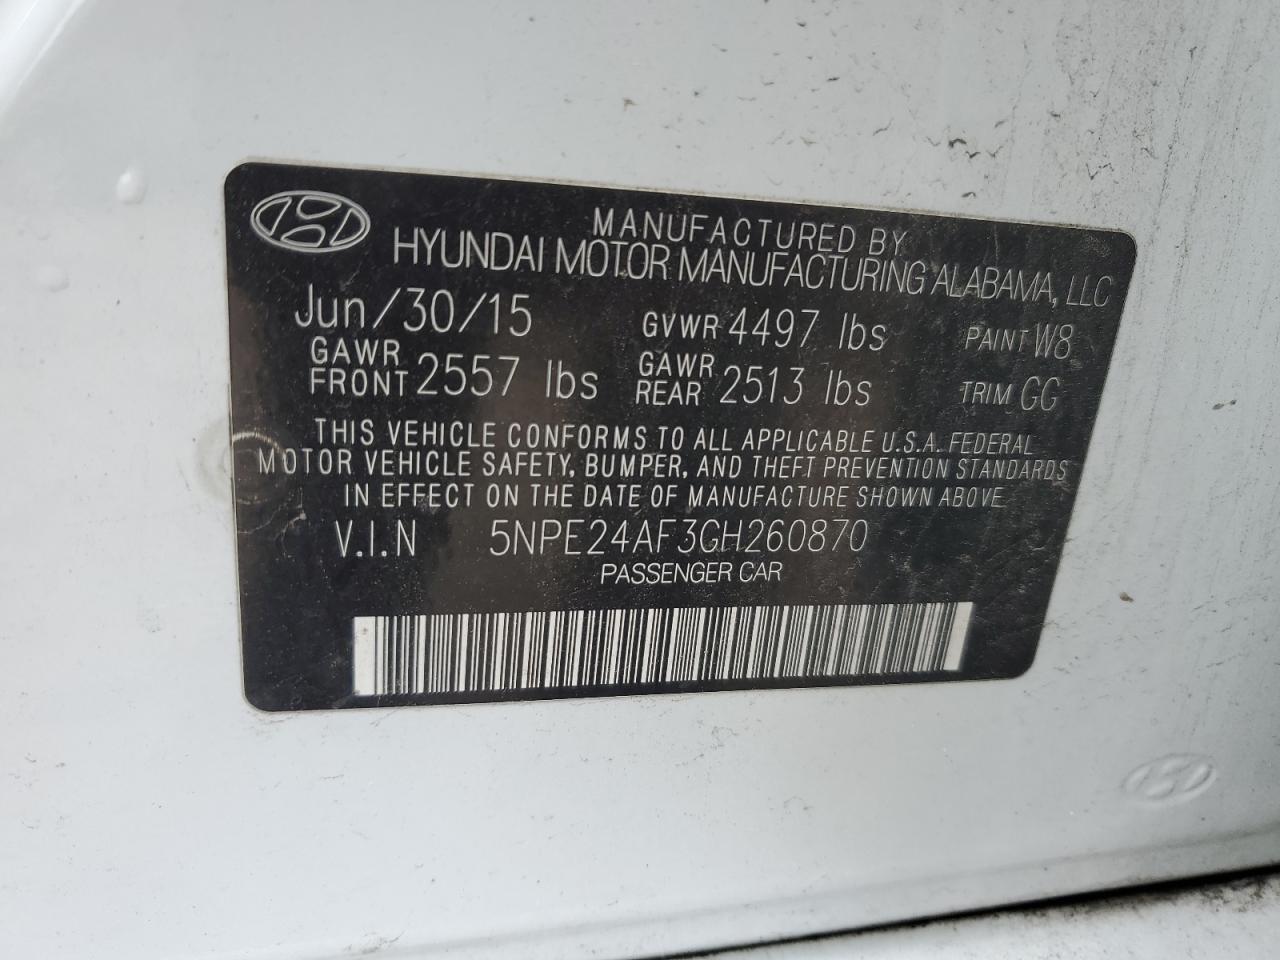 MANUFACTURED BY
HYUNDAI MOTOR MANUFACTURING ALABAMA, LLC
Jun/30/15 GVWR 4497 lbs PAINT W8
GAWR FRONT 2557 lbs GAWR REAR 2513 lbs TRIM GG
THIS VEHICLE CONFORMS TO ALL APPLICABLE U.S.A. FEDERAL
MOTOR VEHICLE SAFETY, BUMPER, AND THEFT PREVENTION STANDARDS
IN EFFECT ON THE DATE OF MANUFACTURE SHOWN ABOVE
V.I.N 5NPE24AF3GH260870
PASSENGER CAR